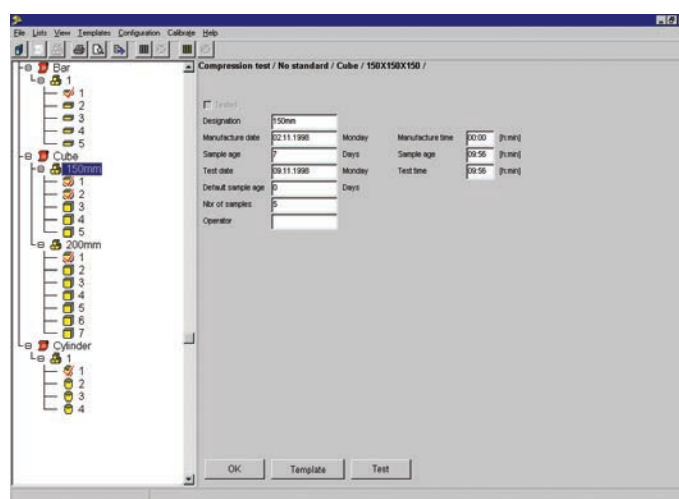 File Lists View Templates Configuration Calibrate Help
Bar
1
1
2
3
4
5
Cube
150mm
1
2
3
4
5
200mm
1
2
3
4
5
6
7
Cylinder
1
1
2
3
4
Compression test / No standard / Cube / 150X150X150 /
Tested
Designation 150mm
Manufacture date 02.11.1998 Monday Manufacture time 00:00 [h:min]
Sample age 7 Days Sample age 09:56 [h:min]
Test date 09.11.1998 Monday Test time 09:56 [h:min]
Default sample age 0 Days
Nbr of samples 5
Operator
OK Template Test